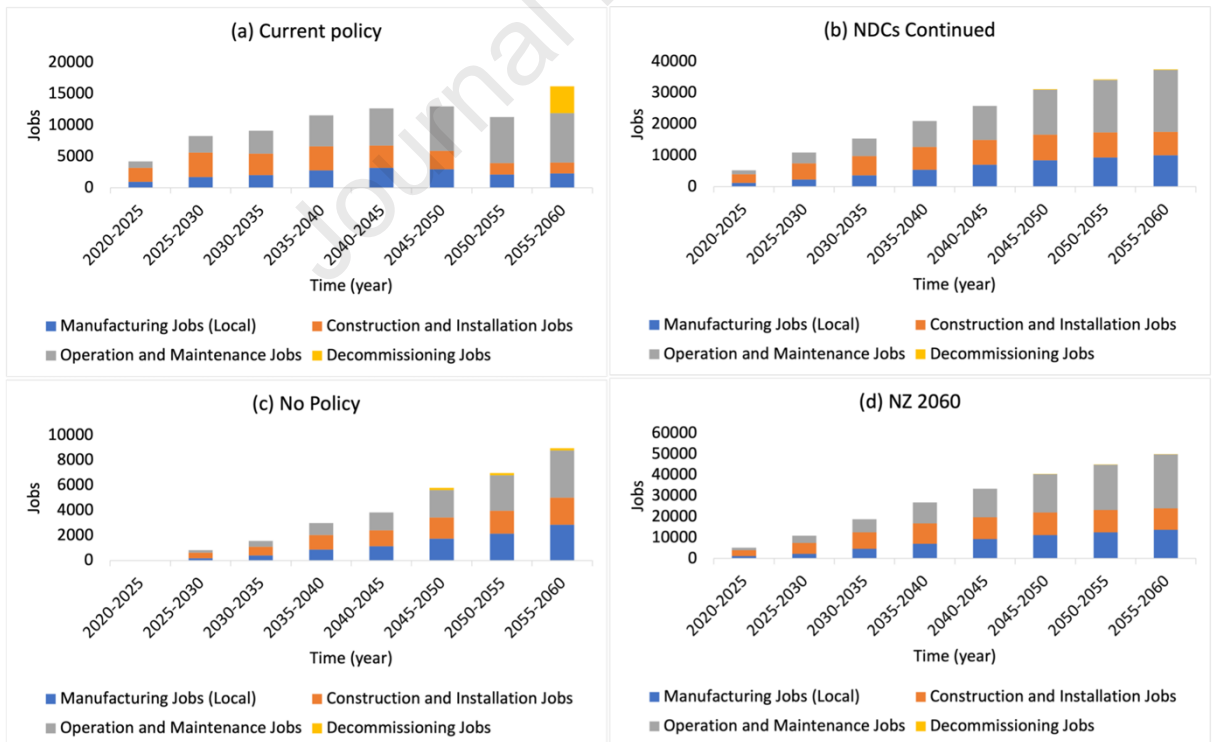 Journal
(a) Current policy
20000
15000
10000
5000
0
Jobs
2020-2025
2025-2030
2030-2035
2035-2040
2040-2045
2045-2050
2050-2055
2055-2060
Time (year)
Manufacturing Jobs (Local)
Construction and Installation Jobs
Operation and Maintenance Jobs
Decommissioning Jobs
(b) NDCs Continued
40000
30000
20000
10000
0
Jobs
2020-2025
2025-2030
2030-2035
2035-2040
2040-2045
2045-2050
2050-2055
2055-2060
Time (year)
Manufacturing Jobs (Local)
Construction and Installation Jobs
Operation and Maintenance Jobs
Decommissioning Jobs
(c) No Policy
10000
8000
6000
4000
2000
0
Jobs
2020-2025
2025-2030
2030-2035
2035-2040
2040-2045
2045-2050
2050-2055
2055-2060
Time (year)
Manufacturing Jobs (Local)
Construction and Installation Jobs
Operation and Maintenance Jobs
Decommissioning Jobs
(d) NZ 2060
60000
50000
40000
30000
20000
10000
0
Jobs
2020-2025
2025-2030
2030-2035
2035-2040
2040-2045
2045-2050
2050-2055
2055-2060
Time (year)
Manufacturing Jobs (Local)
Construction and Installation Jobs
Operation and Maintenance Jobs
Decommissioning Jobs